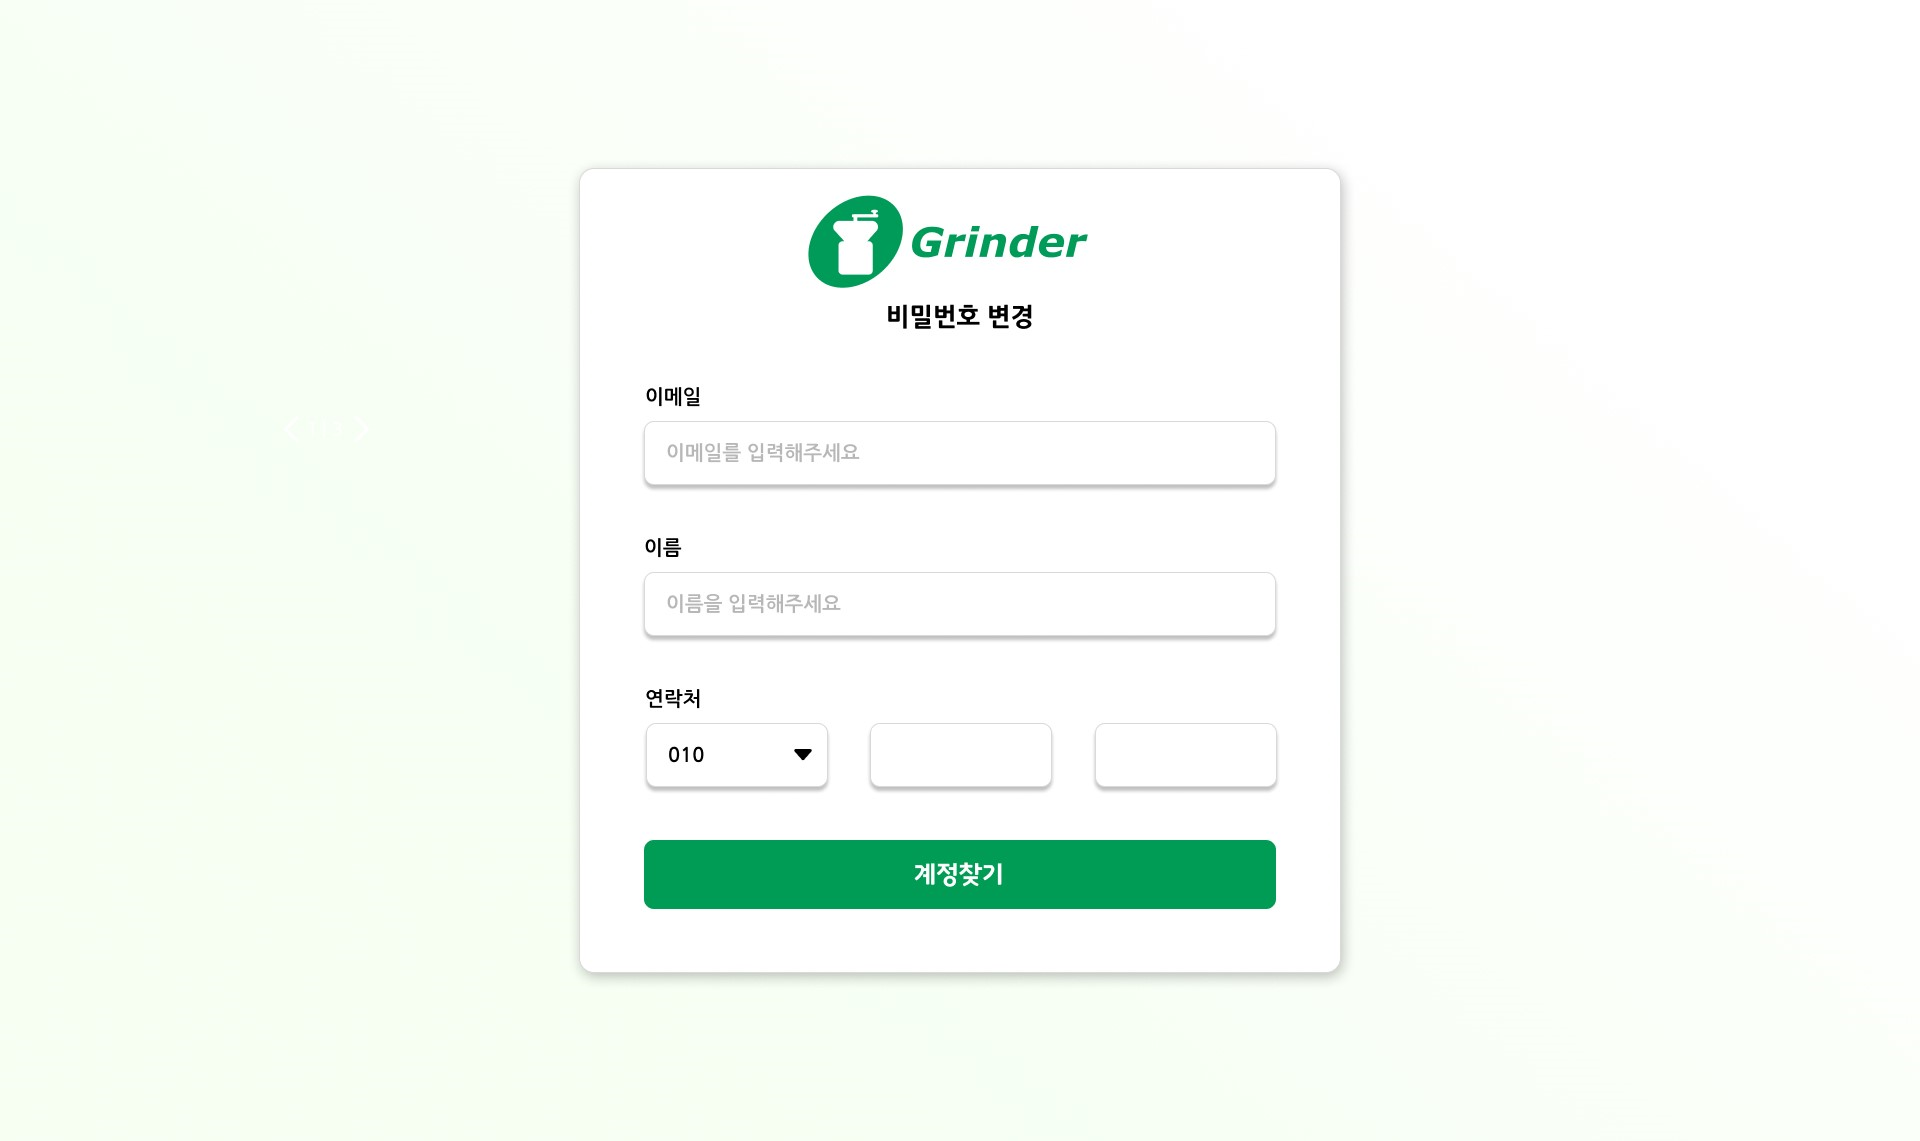 Grinder
비밀번호 변경
이메일
이메일를 입력해주세요
이름
이름을 입력해주세요
연락처
010
계정찾기